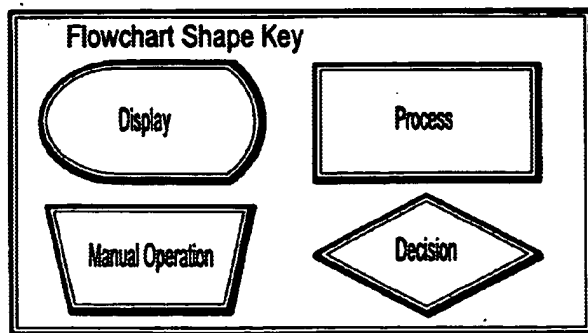 Flowchart Shape Key
Display
Process
Manual Operation
Decision